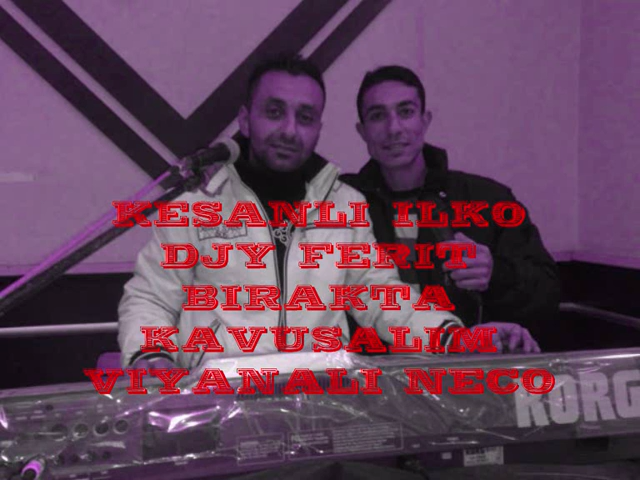 KESANLI ILKO
DJY FERIT
BIRAKTA
KAVUSALIM
VIYANALI NECO
KORG